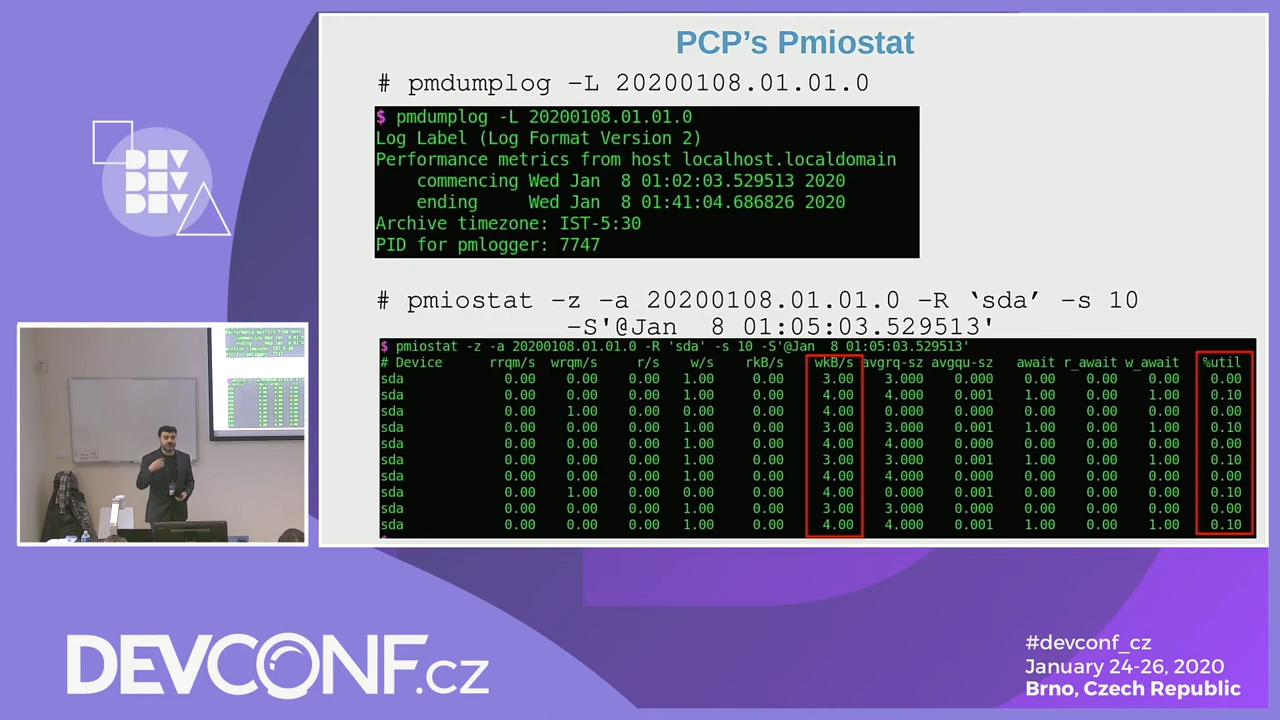 PCP's Pmiostat
# pmdumplog –L 20200108.01.01.0
$ pmdumplog -L 20200108.01.01.0
Log Label (Log Format Version 2)
Performance metrics from host localhost.localdomain
commencing Wed Jan  8 01:02:03.529513 2020
ending     Wed Jan  8 01:41:04.686826 2020
Archive timezone: IST-5:30
PID for pmlogger: 7747
# pmiostat –z –a 20200108.01.01.0 –R ‘sda’ –s 10
–S'@Jan  8 01:05:03.529513'
$ pmiostat -z -a 20200108.01.01.0 -R 'sda' -s 10 -S'@Jan  8 01:05:03.529513'
# Device rrqm/s wrqm/s r/s w/s rkB/s wkB/s avgrq-sz avgqu-sz await r_await w_await %util
sda 0.00 0.00 0.00 1.00 0.00 3.00 3.000 0.000 0.00 0.00 0.00 0.00
sda 0.00 0.00 0.00 1.00 0.00 4.00 4.000 0.001 1.00 0.00 1.00 0.10
sda 0.00 1.00 0.00 0.00 0.00 4.00 0.000 0.000 0.00 0.00 0.00 0.00
sda 0.00 0.00 0.00 1.00 0.00 3.00 3.000 0.001 1.00 0.00 1.00 0.10
sda 0.00 0.00 0.00 1.00 0.00 4.00 4.000 0.000 0.00 0.00 0.00 0.00
sda 0.00 0.00 0.00 1.00 0.00 3.00 3.000 0.001 1.00 0.00 1.00 0.10
sda 0.00 0.00 0.00 1.00 0.00 4.00 4.000 0.000 0.00 0.00 0.00 0.00
sda 0.00 1.00 0.00 0.00 0.00 4.00 0.000 0.001 0.00 0.00 0.00 0.10
sda 0.00 0.00 0.00 1.00 0.00 3.00 3.000 0.000 0.00 0.00 0.00 0.00
sda 0.00 0.00 0.00 1.00 0.00 4.00 4.000 0.001 1.00 0.00 1.00 0.10
DEV
DEV
DEV
DEVCONF.cz
#devconf_cz
January 24-26, 2020
Brno, Czech Republic